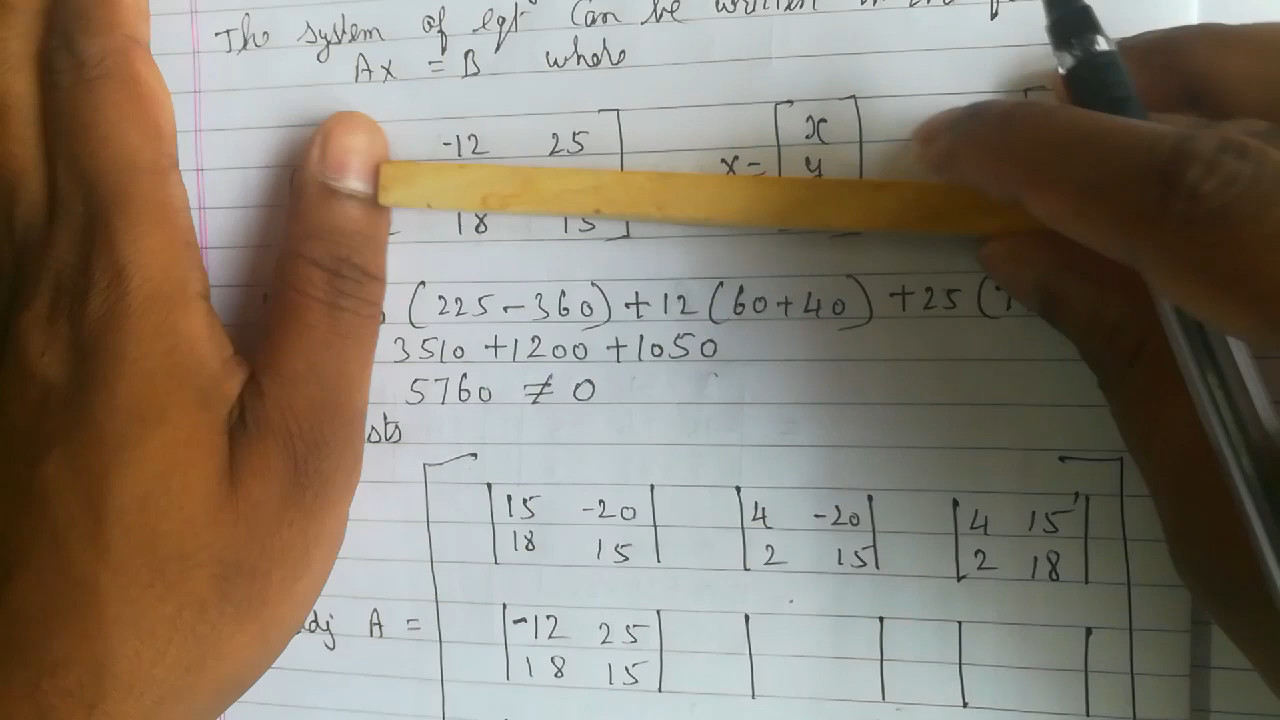 The system of eqtn can be written in the
AX = B where
-12 25 x
x = y
18 15
(225-360)+12(60+40)+25(
3510 +1200 +1050
5760 ≠ 0
sts
15 -20 4 -20 4 15
18 15 2 15 2 18
adj A =
-12 25
18 15